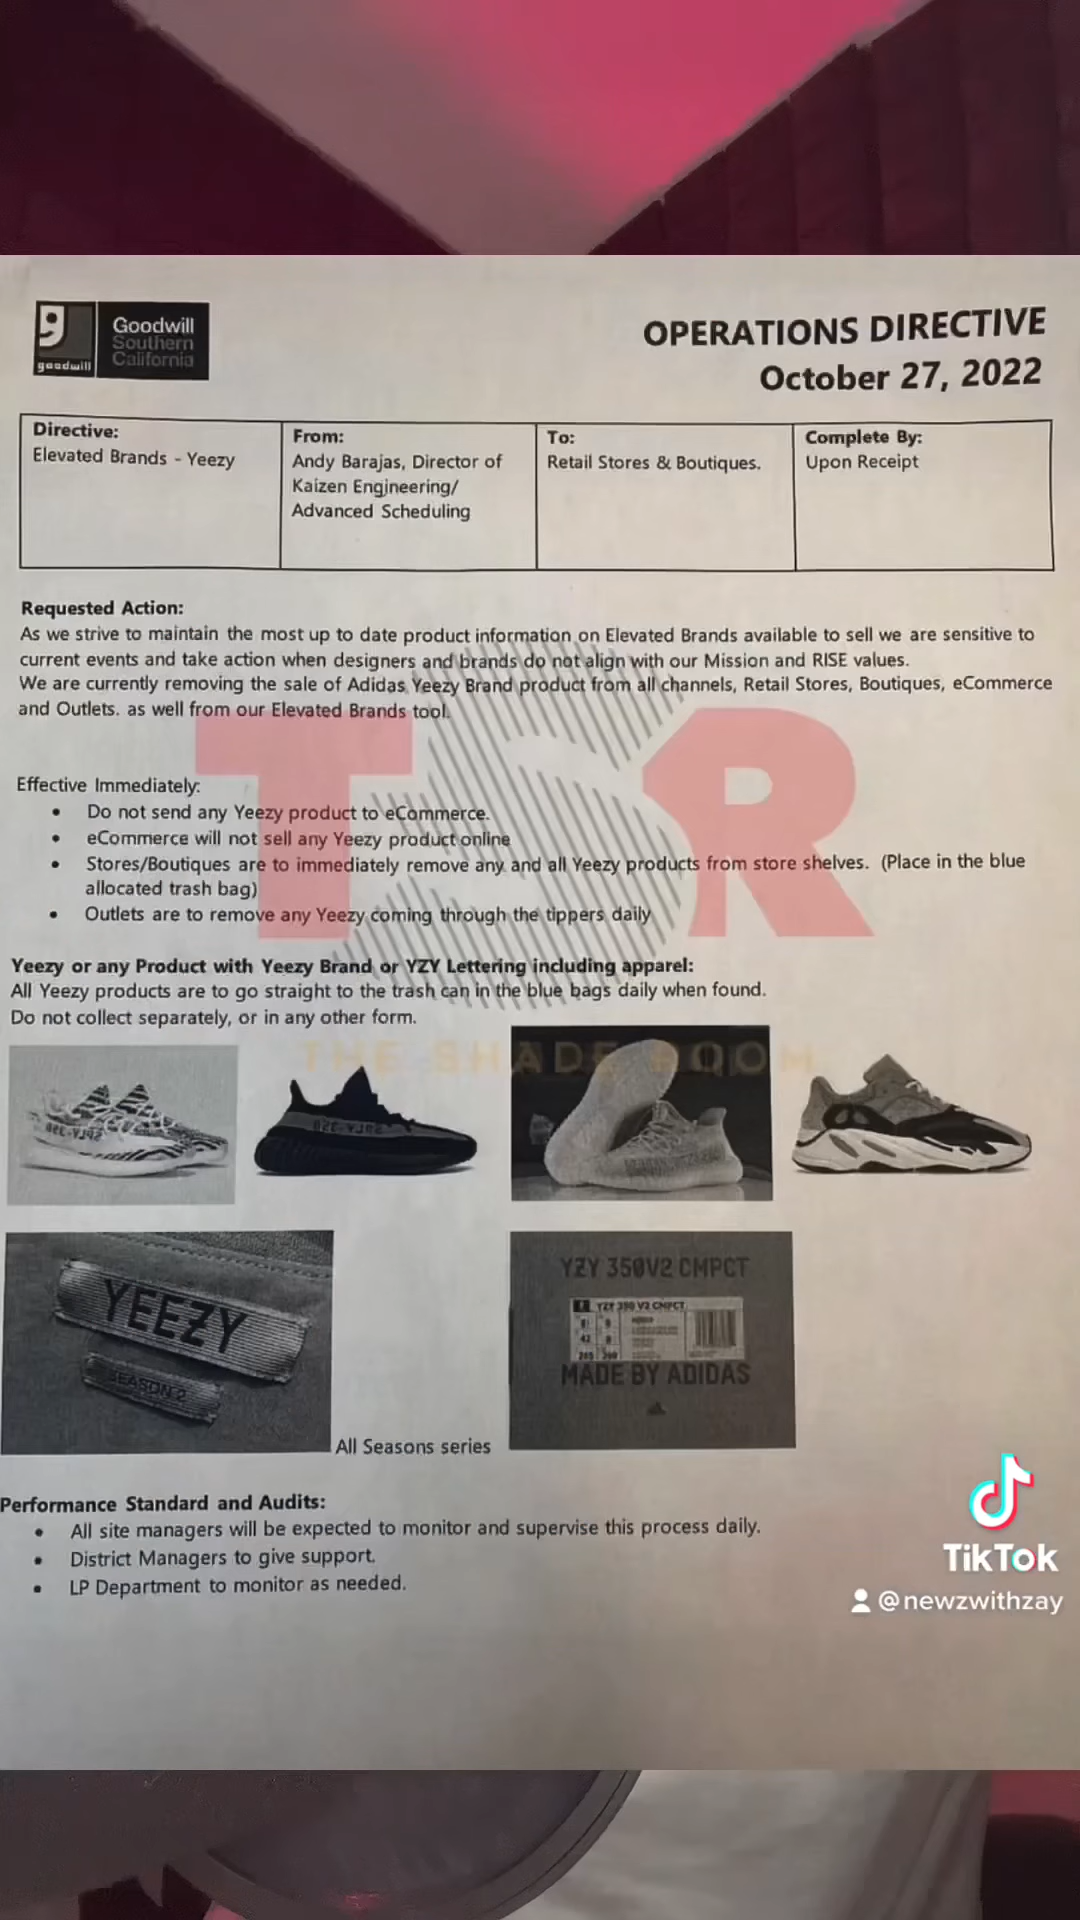 goodwill
Goodwill
Southern
California
OPERATIONS DIRECTIVE
October 27, 2022
Directive:
Elevated Brands - Yeezy
From:
Andy Barajas, Director of
Kaizen Engineering/
Advanced Scheduling
To:
Retail Stores & Boutiques.
Complete By:
Upon Receipt
Requested Action:
As we strive to maintain the most up to date product information on Elevated Brands available to sell we are sensitive to
current events and take action when designers and brands do not align with our Mission and RISE values.
We are currently removing the sale of Adidas Yeezy Brand product from all channels, Retail Stores, Boutiques, eCommerce
and Outlets. as well from our Elevated Brands tool.
TSR
Effective Immediately:
• Do not send any Yeezy product to eCommerce.
• eCommerce will not sell any Yeezy product online
• Stores/Boutiques are to immediately remove any and all Yeezy products from store shelves. (Place in the blue
allocated trash bag)
• Outlets are to remove any Yeezy coming through the tippers daily
Yeezy or any Product with Yeezy Brand or YZY Lettering including apparel:
All Yeezy products are to go straight to the trash can in the blue bags daily when found.
Do not collect separately, or in any other form.
THE SHADE ROOM
YEEZY
SEASON 2
All Seasons series
YZY 350V2 CMPCT
YZY 350 V2 CMPCT
MADE BY ADIDAS
Performance Standard and Audits:
• All site managers will be expected to monitor and supervise this process daily.
• District Managers to give support.
• LP Department to monitor as needed.
TikTok
@newzwithzay